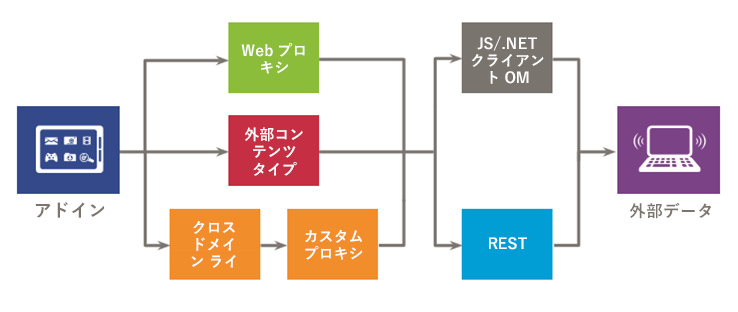 Web プロ
キシ
JS/.NET
クライアン
ト OM
外部コン
テンツ
タイプ
アドイン
外部データ
クロス
ドメイ
ン ライ
カスタム
プロキシ
REST